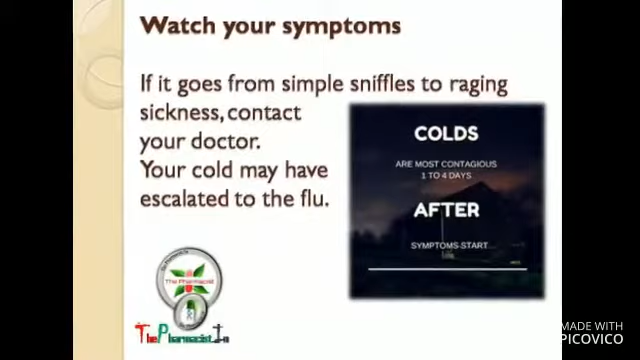 Watch your symptoms
If it goes from simple sniffles to raging
sickness, contact
your doctor.
Your cold may have
escalated to the flu.
COLDS
ARE MOST CONTAGIOUS
1 TO 4 DAYS
AFTER
SYMPTOMS START
The Pharmacist
ThePharmacist.In
MADE WITH
PICOVICO